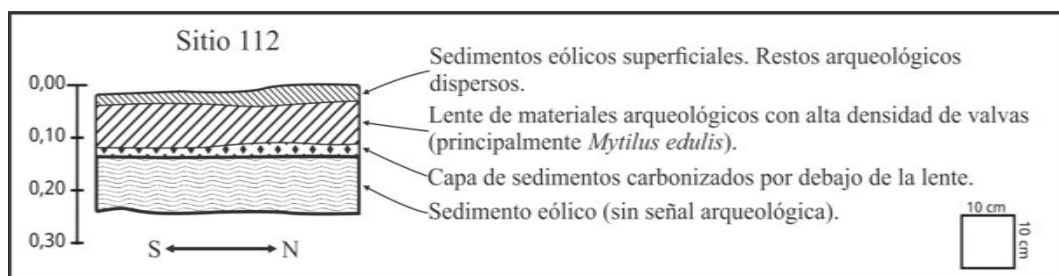 Sitio 112
0,00
0,10
0,20
0,30
S N
Sedimentos eólicos superficiales. Restos arqueológicos
dispersos.
Lente de materiales arqueológicos con alta densidad de valvas
(principalmente Mytilus edulis).
Capa de sedimentos carbonizados por debajo de la lente.
Sedimento eólico (sin señal arqueológica).
10 cm
10 cm